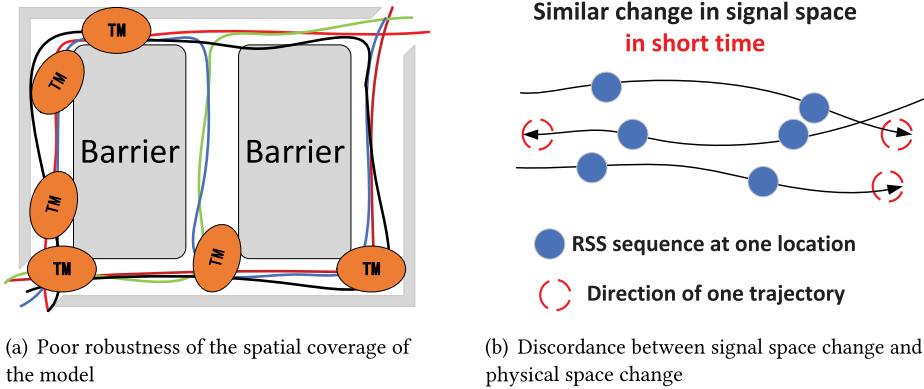 TM
TM
Barrier
Barrier
TM
TM
TM
TM
(a) Poor robustness of the spatial coverage of
the model
Similar change in signal space
in short time
RSS sequence at one location
Direction of one trajectory
(b) Discordance between signal space change and
physical space change